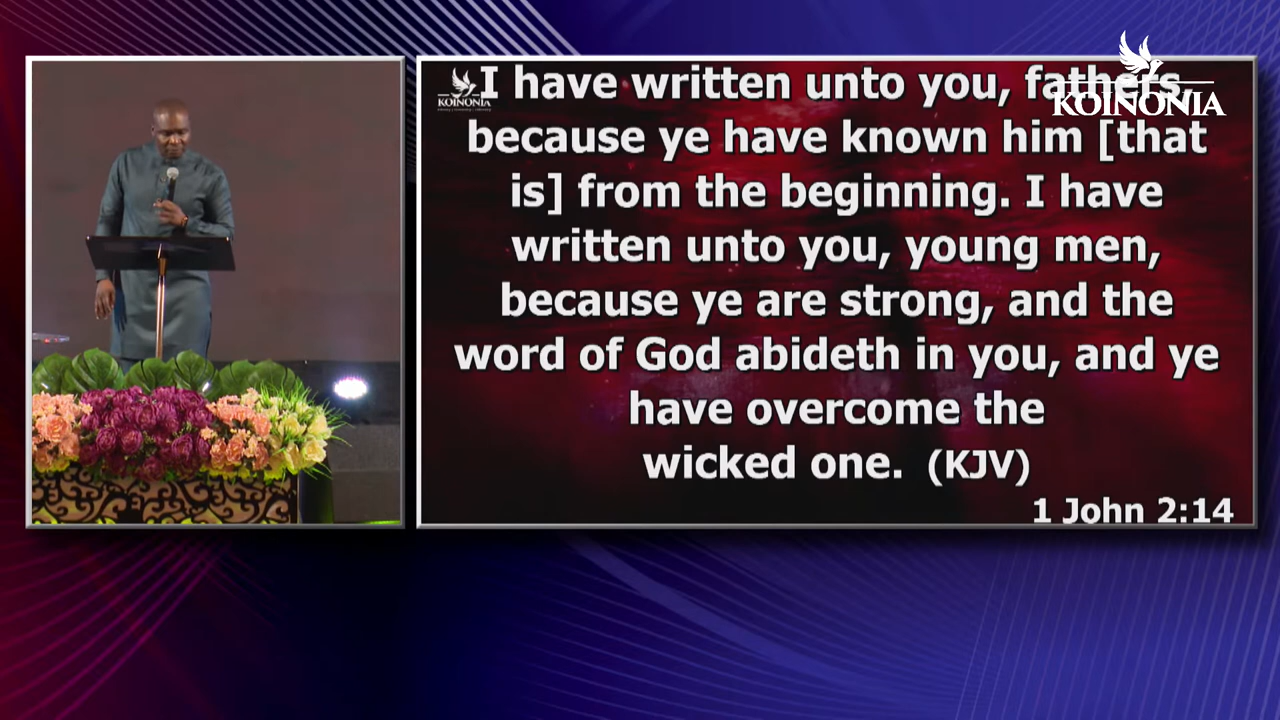 KOINONIA
KOINONIA
I have written unto you, fathers,
because ye have known him [that
is] from the beginning. I have
written unto you, young men,
because ye are strong, and the
word of God abideth in you, and ye
have overcome the
wicked one. (KJV)
1 John 2:14